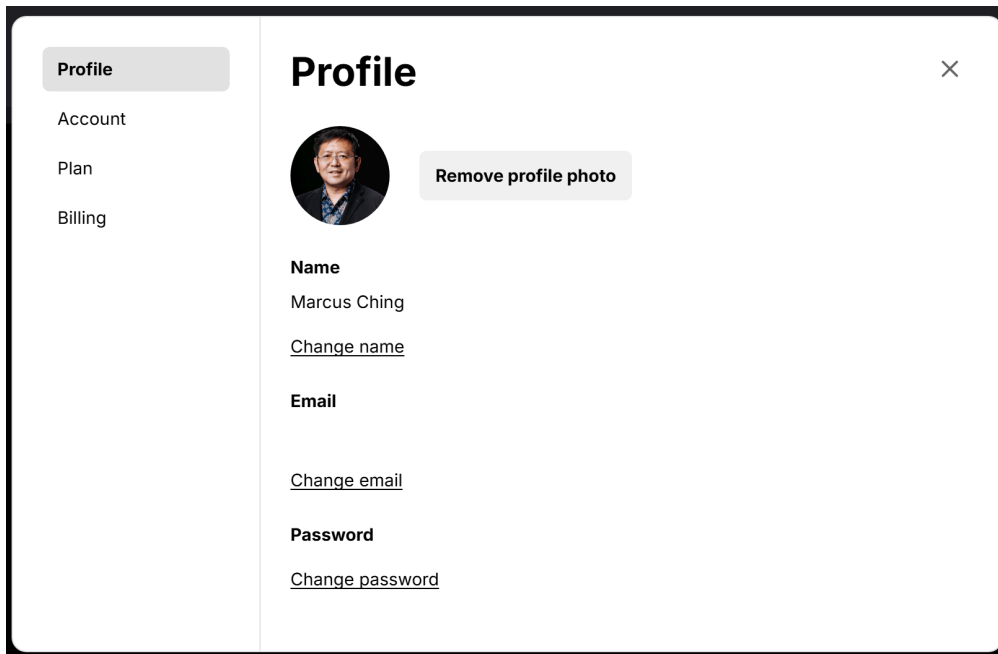 Profile
Account
Plan
Billing
Profile
Remove profile photo
Name
Marcus Ching
Change name
Email
Change email
Password
Change password